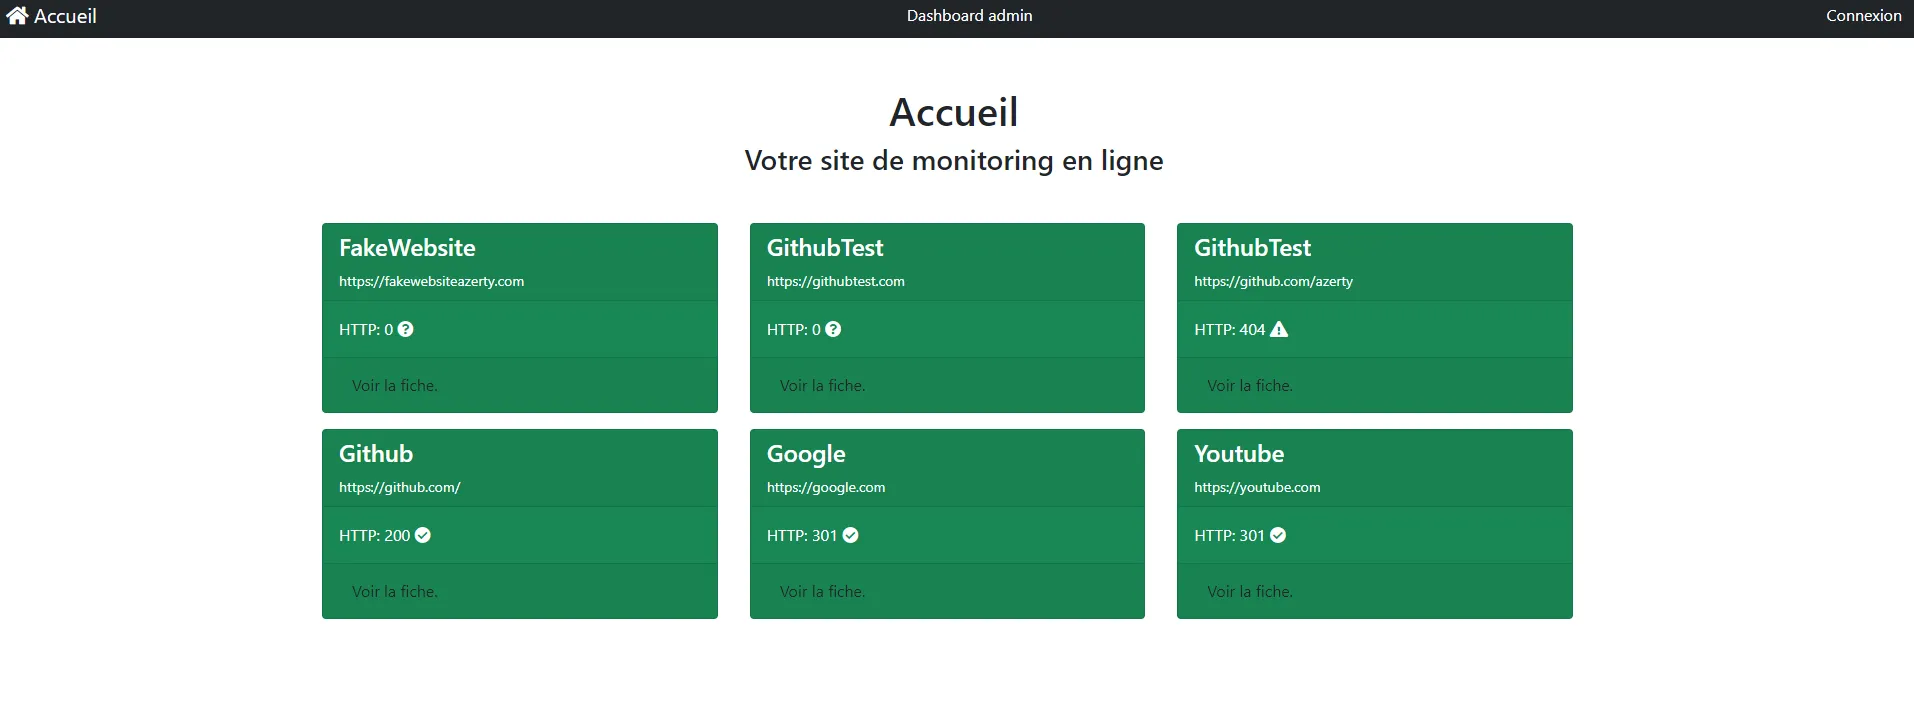 Accueil
Dashboard admin
Connexion
Accueil
Votre site de monitoring en ligne
FakeWebsite
https://fakewebsiteazerty.com
HTTP: 0
Voir la fiche.
GithubTest
https://githubtest.com
HTTP: 0
Voir la fiche.
GithubTest
https://github.com/azerty
HTTP: 404
Voir la fiche.
Github
https://github.com/
HTTP: 200
Voir la fiche.
Google
https://google.com
HTTP: 301
Voir la fiche.
Youtube
https://youtube.com
HTTP: 301
Voir la fiche.